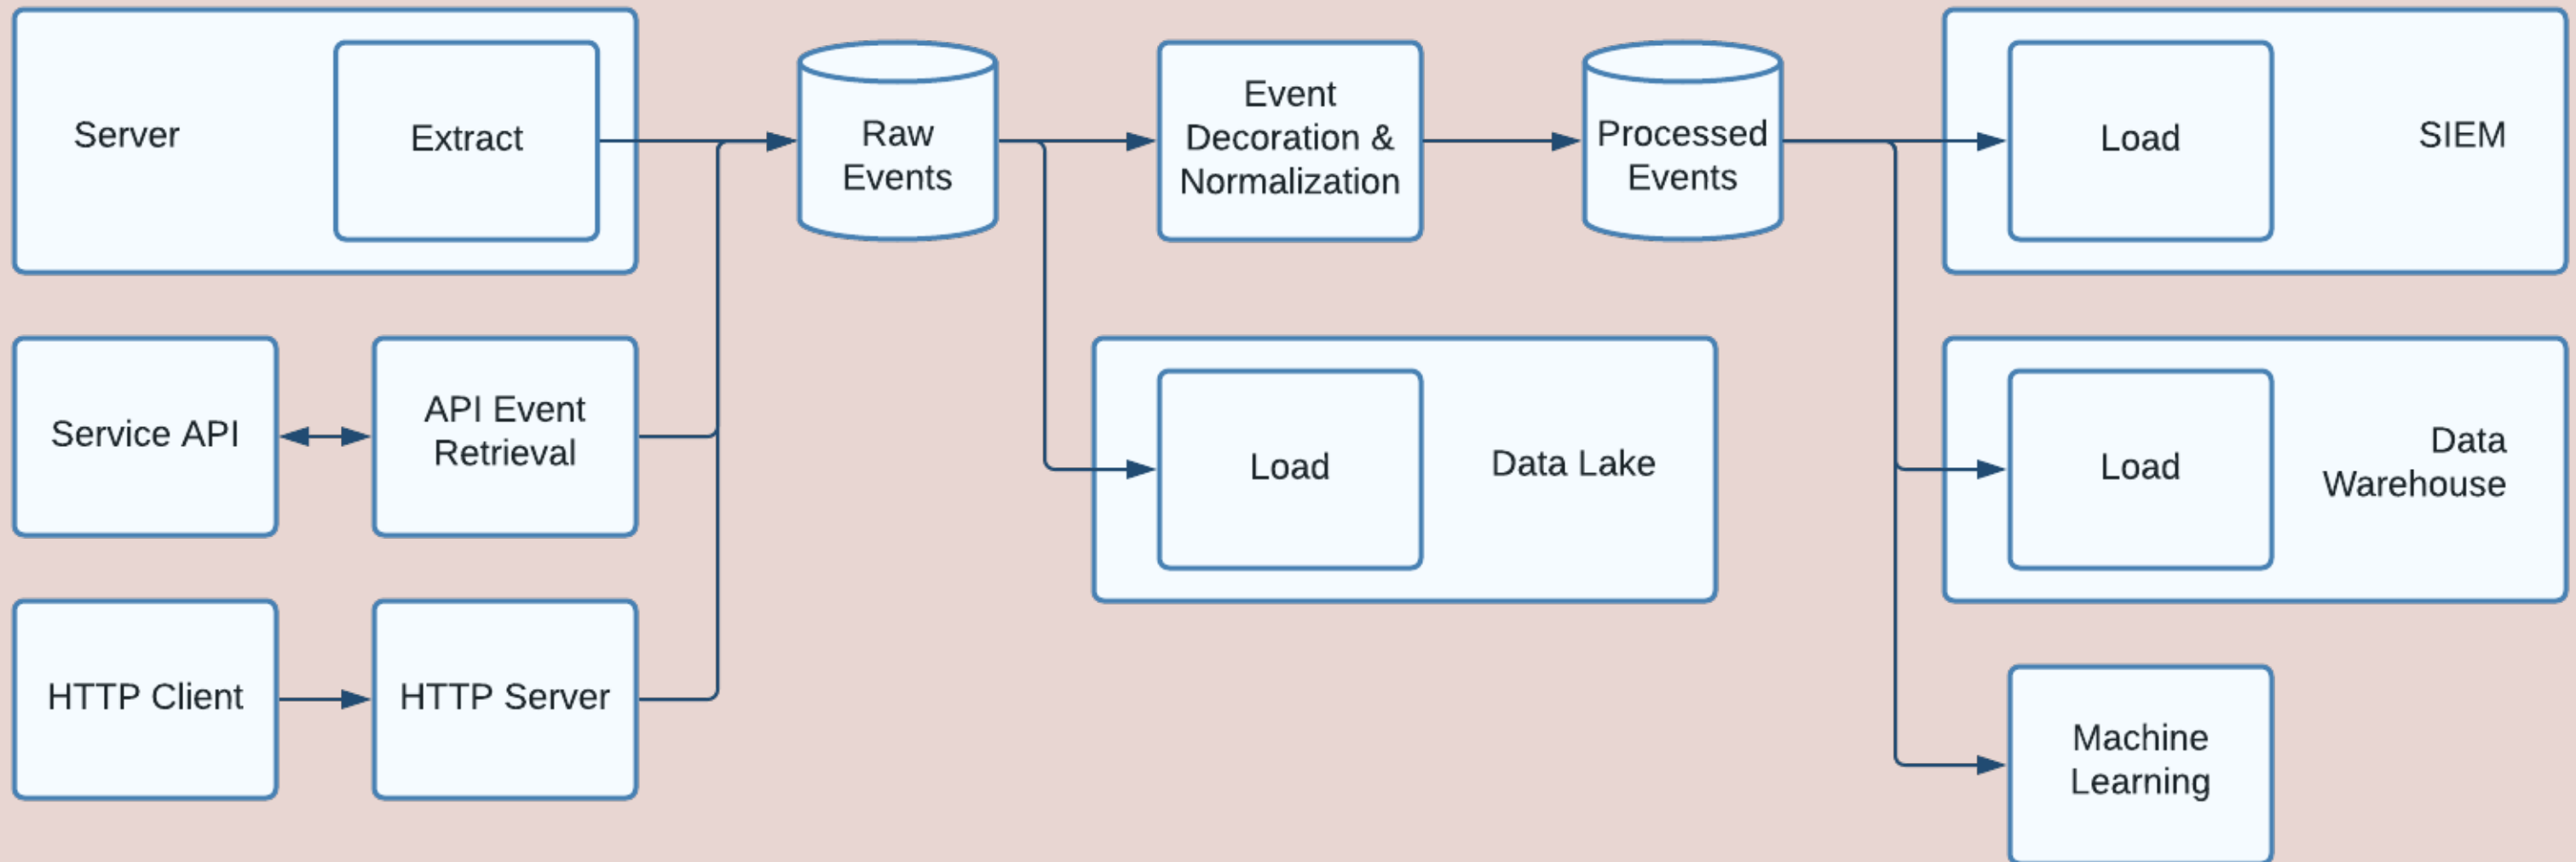 Server
Extract
Raw
Events
Event
Decoration &
Normalization
Processed
Events
Load
SIEM
Service API
API Event
Retrieval
Load
Data Lake
Load
Data
Warehouse
HTTP Client
HTTP Server
Machine
Learning